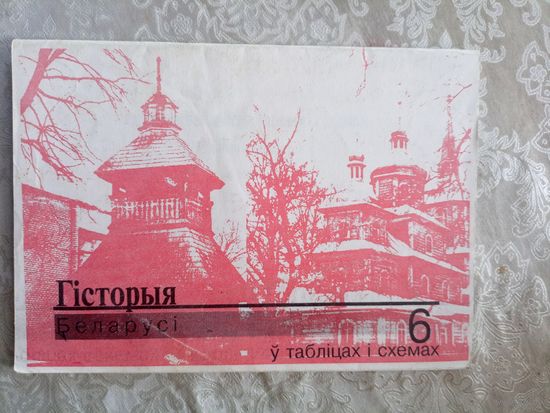 Гісторыя
Беларусі
6
ў табліцах і схемах